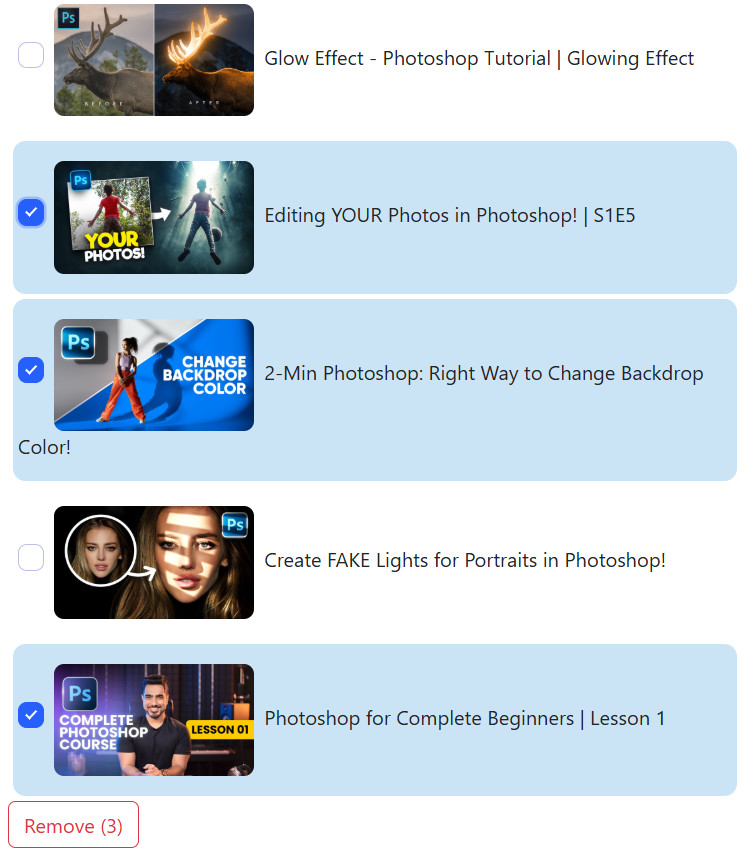 Ps
BEFORE
AFTER
Glow Effect - Photoshop Tutorial | Glowing Effect
Ps
YOUR
PHOTOS!
Editing YOUR Photos in Photoshop! | S1E5
Ps
CHANGE
BACKDROP
COLOR
2-Min Photoshop: Right Way to Change Backdrop
Color!
Ps
Create FAKE Lights for Portraits in Photoshop!
Ps
COMPLETE
PHOTOSHOP
COURSE
LESSON 01
Photoshop for Complete Beginners | Lesson 1
Remove (3)